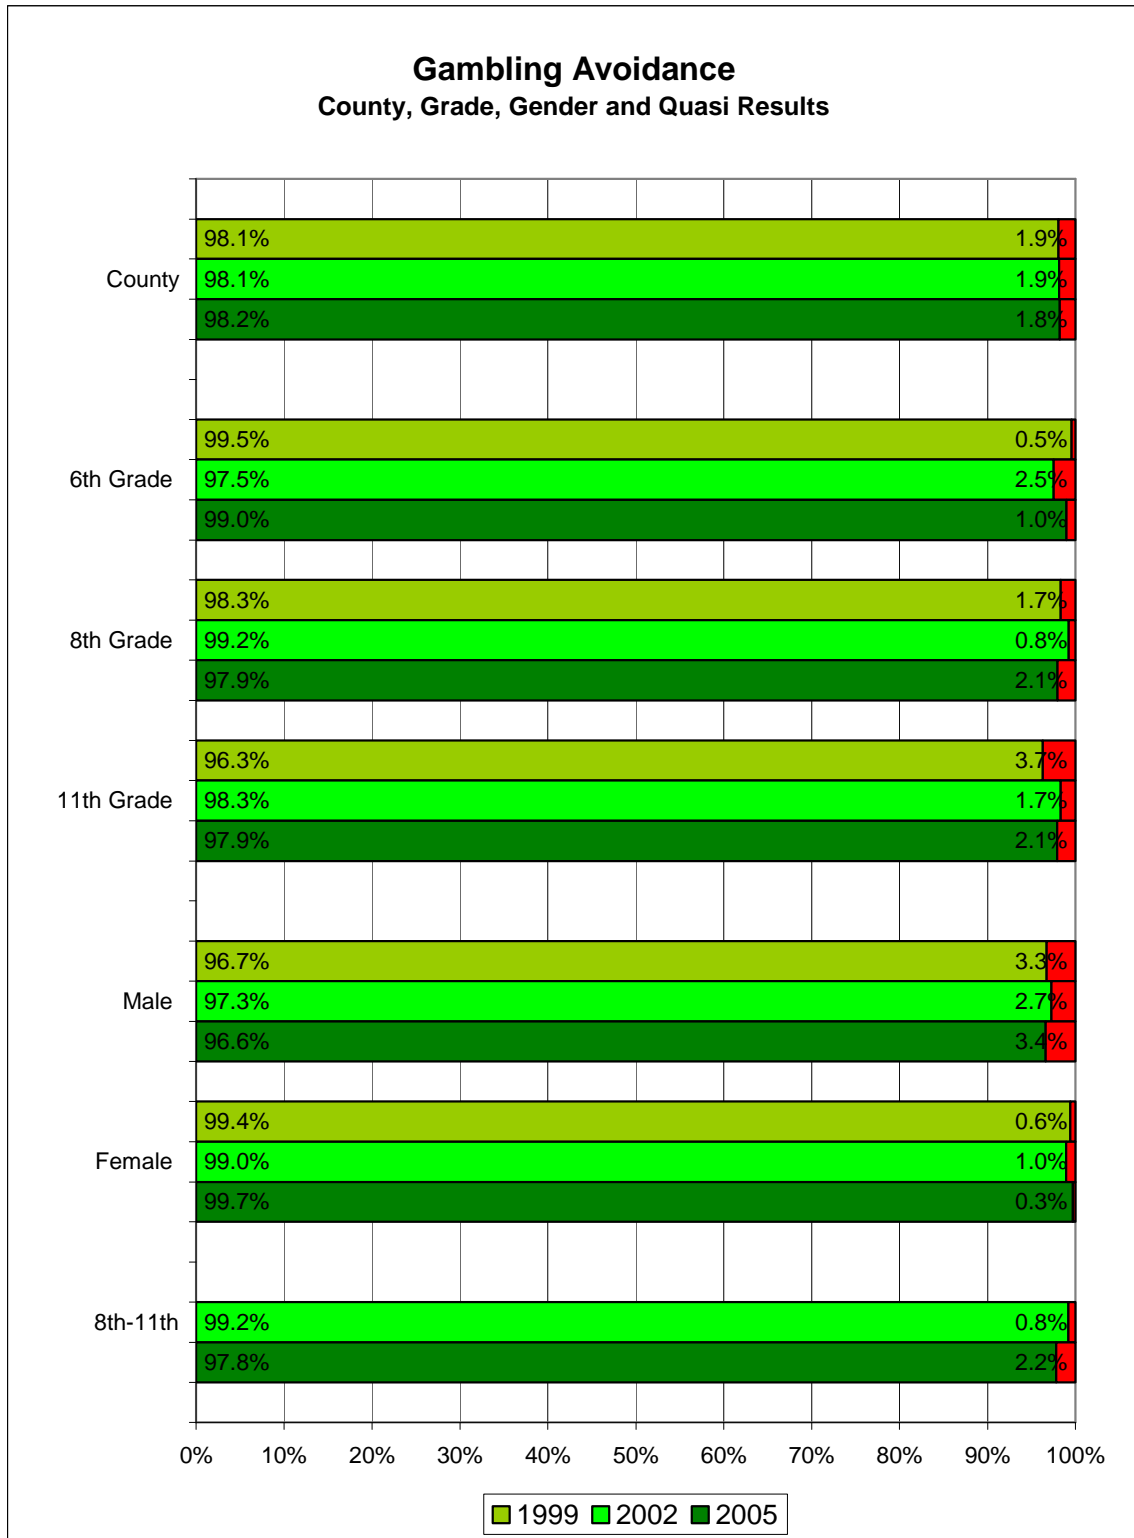 Gambling Avoidance
County, Grade, Gender and Quasi Results
98.1% 1.9%
County 98.1% 1.9%
98.2% 1.8%
99.5% 0.5%
6th Grade 97.5% 2.5%
99.0% 1.0%
98.3% 1.7%
8th Grade 99.2% 0.8%
97.9% 2.1%
96.3% 3.7%
11th Grade 98.3% 1.7%
97.9% 2.1%
96.7% 3.3%
Male 97.3% 2.7%
96.6% 3.4%
99.4% 0.6%
Female 99.0% 1.0%
99.7% 0.3%
8th-11th 99.2% 0.8%
97.8% 2.2%
0% 10% 20% 30% 40% 50% 60% 70% 80% 90% 100%
1999 2002 2005